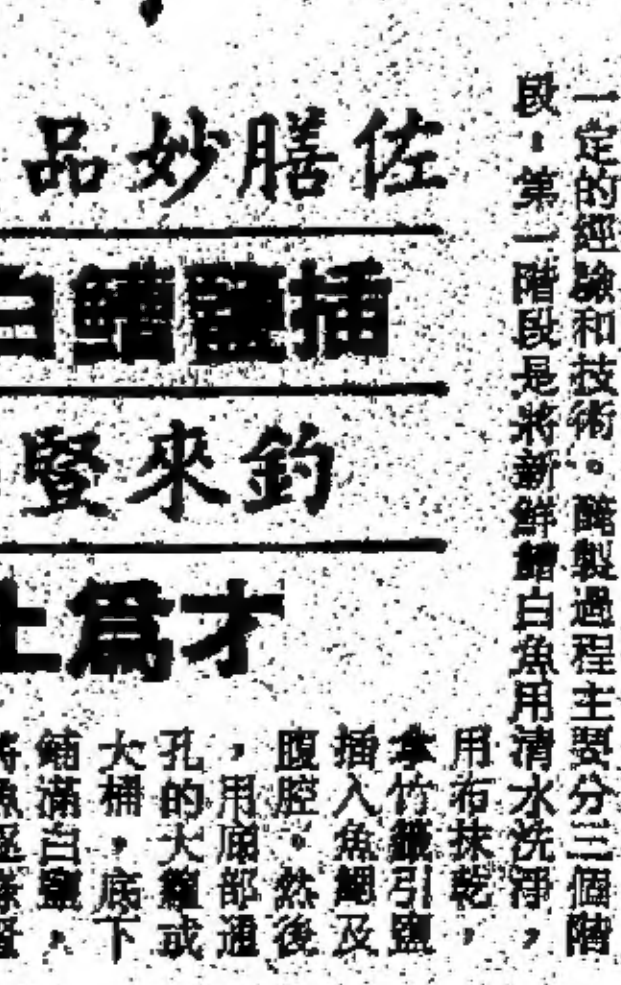 一定的經驗和技術。醃製過程主要分三個階
段。第一階段是將新鮮鰽白魚用清水洗淨,
用布抹乾,
拿竹籤引鹽
插入魚鰓及
腹腔。然後
,用底部通
孔的大籮或
大桶,底下
鋪滿白鹽,
佐膳妙品
插鹽鰽白
釣來
才爲上